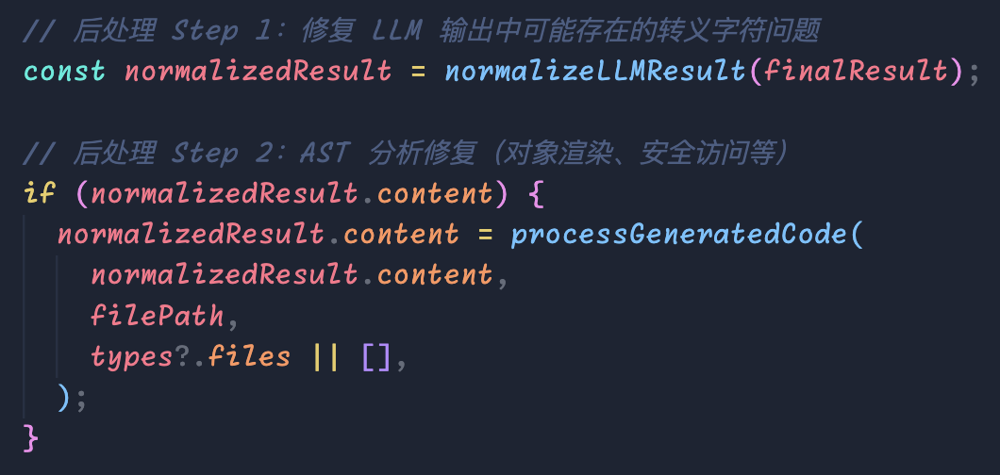 // 后处理 Step 1: 修复 LLM 输出中可能存在的转义字符问题
const normalizedResult = normalizeLLMResult(finalResult);
// 后处理 Step 2: AST 分析修复（对象渲染、安全访问等）
if (normalizedResult.content) {
normalizedResult.content = processGeneratedCode(
normalizedResult.content,
filePath,
types?.files || [],
);
}